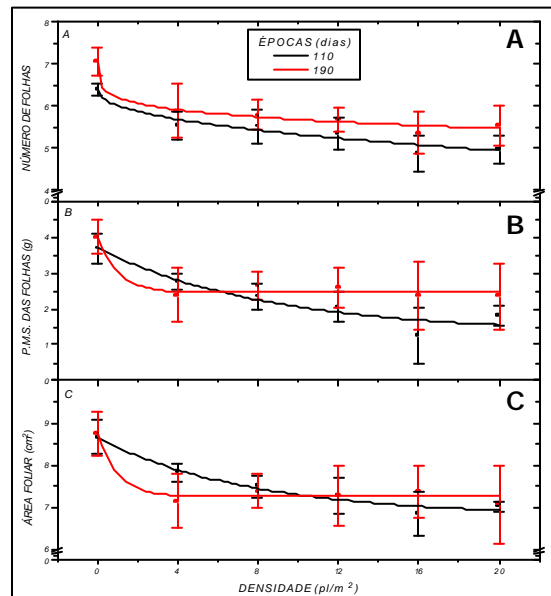 A
ÉPOCAS (dias)
110
190
A
NÚMERO DE FOLHAS
8
7
6
5
4
0
B
B
P.M.S. DAS FOLHAS (g)
5
4
3
2
1
0
C
C
ÁREA FOLIAR (cm²)
9
8
7
6
0
0 4 8 12 16 20
DENSIDADE (pl/m²)